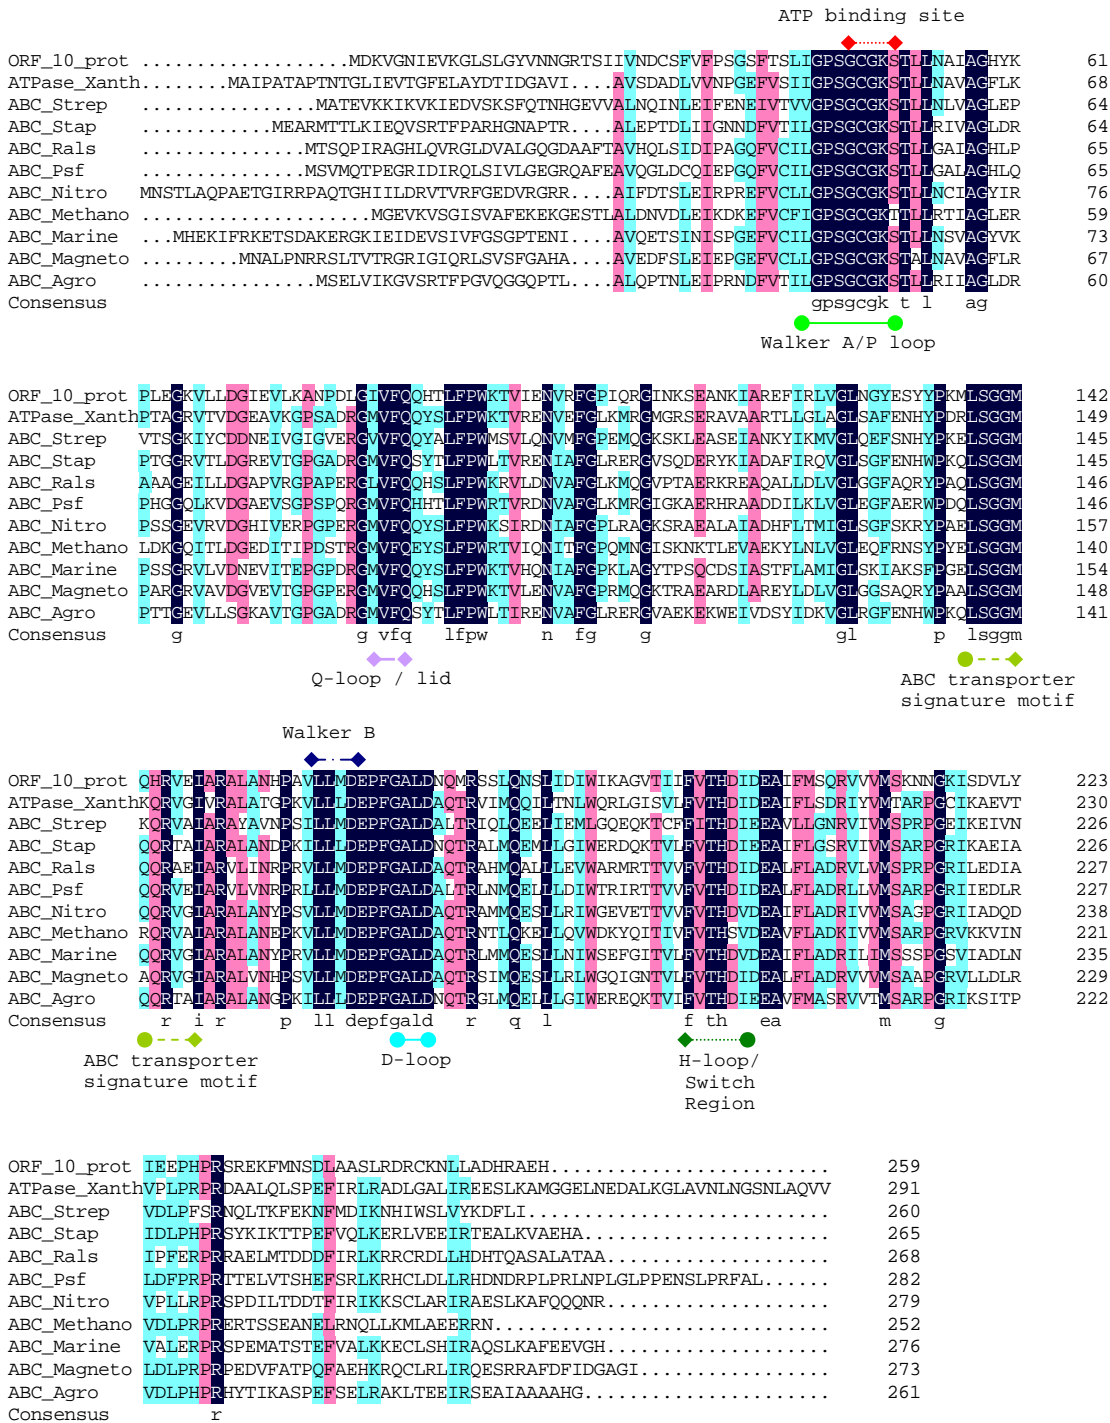 ATP binding site
ORF_10_prot ...................MDKVGNIEVKGLSLGYVNNGRTSIIVNDCSFVFPSGSFTSLIGPSGCGKSTLLNAIAGHYK 61
ATPase_Xanth........MAIPATAPTNTGLIEVTGFELAYDTIDGAVI....AVSDADLVVNPGEFVSIIGPSGCGKSTLLNAVAGFLK 68
ABC_Strep ................MATEVKKIKVKIEDVSKSFQTNHGEVVALNQINLEIFENEIVTVVGPSGCGKSTLLNLVAGLEP 64
ABC_Stap ............MEARMTTLKIEQVSRTFPARHGNAPTR....ALEPTDLIIGNNDFVTILGPSGCGKSTLLRIVAGLDR 64
ABC_Rals ...............MTSQPIRAGHLQVRGLDVALGQGDAAFTAVHQLSIDIPAGQFVCILGPSGCGKSTLLGAIAGHLP 65
ABC_Psf ...............MSVMQTPEGRIDIRQLSIVLGEGRQAFEAVQGLDCQIEPGQFVCILGPSGCGKSTLLGALAGHLQ 65
ABC_Nitro MNSTLAQPAETGIRRPAQTGHIILDRVTVRFGEDVRGRR....AIFDTSLEIRPREFVCLLGPSGCGKSTLLNCIAGYIR 76
ABC_Methano .....................MGEVKVSGISVAFEKEKGESTLALDNVDLEIKDKEFVCFIGPSGCGKTTLLRTIAGLER 59
ABC_Marine ...MHEKIFRKETSDAKERGKIEIDEVSIVFGSGPTENI....AVQETSINISPGEFVCILGPSGCGKSTLLNSVAGYVK 73
ABC_Magneto .........MNALPNRRSLTVTRGRIGIQRLSVSFGAHA....AVEDFSLEIEPGEFVCLLGPSGCGKSTALNAVAGFLR 67
ABC_Agro ................MSELVIKGVSRTFPGVQGGQPTL....ALQPTNLEIPRNDFVTILGPSGCGKSTLLRIIAGLDR 60
Consensus gpsgcgk t l ag
Walker A/P loop
ORF_10_prot PLEGKVLLDGIEVLKANPDLGIVFQQHTLFPWKTVIENVRFGPIQRGINKSEANKIAREFIRLVGLNGYESYYPKMLSGGM 142
ATPase_XanthPTAGRVTVDGEAVKGPSADRGMVFQQYSLFPWKTVRENVEFGLKMRGMGRSERAVAARTLLGLAGLSAFENHYPDRLSGGM 149
ABC_Strep VTSGKIYCDDNEIVGIGVERGVVFQQYALFPWMSVLQNVMFGPEMQGKSKLEASEIANKYIKMVGLQEFSNHYPKELSGGM 145
ABC_Stap PTGGRVTLDGREVTGPGADRGMVFQSYTLFPWLTVRENIAFGLRERGVSQDERYKIADAFIRQVGLSGFENHWPKQLSGGM 145
ABC_Rals AAAGEILLDGAPVRGPAPERGLVFQQHSLFPWKRVLDNVAFGLKMQGVPTAERKREAQALLDLVGLGGFAQRYPAQLSGGM 146
ABC_Psf PHGGQLKVDGAEVSGPSPQRGMVFQHHTLFPWKTVRDNVAFGLKMRGIGKAERHRAADDILKLVGLEGFAERWPDQLSGGM 146
ABC_Nitro PSSGEVRVDGHIVERPGPERGMVFQQYSLFPWKSIRDNIAFGPLRAGKSRAEALAIADHFLTMIGLSGFSKRYPAELSGGM 157
ABC_Methano LDKGQITLDGEDITIPDSTRGMVFQEYSLFPWRTVIQNITFGPQMNGISKNKTLEVAEKYLNLVGLEQFRNSYPYELSGGM 140
ABC_Marine PSSGRVLVDNEVITEPGPDRGMVFQQYSLFPWKTVHQNIAFGPKLAGYTPSQCDSIASTFLAMIGLSKIAKSFPGELSGGM 154
ABC_Magneto PARGRVAVDGVEVTGPGPERGMVFQQHSLFPWKTVLENVAFGPRMQGKTRAEARDLAREYLDLVGLGGSAQRYPAALSGGM 148
ABC_Agro PTTGEVLLSGKAVTGPGADRGMVFQSYTLFPWLTIRENVAFGLRERGVAEKEKWEIVDSYIDKVGLRGFENHWPKQLSGGM 141
Consensus g g vfq lfpw n fg g gl p lsggm
Q-loop / lid
ABC transporter
signature motif
Walker B
ORF_10_prot QHRVEIARALANHPAVLLMDEPFGALDNQMRSSLQNSLIDIWIKAGVTIIFVTHDIDEAIFMSQRVVVMSKNNGKISDVLY 223
ATPase_XanthKQRVGIVRALATGPKVLLLDEPFGALDAQTRVIMQQILTNLWQRLGISVLFVTHDIDEAIFLSDRIYVMTARPGCIKAEVT 230
ABC_Strep KQRVAIARAYAVNPSILLMDEPFGALDALTRIQLQEELIEMLGQEQKTCFFITHDIEEAVLLGNRVIVMSPRPGEIKEIVN 226
ABC_Stap QQRTAIARALANDPKILLLDEPFGALDNQTRALMQEMLLGIWERDQKTVLFVTHDIEEAIFLGSRVIVMSARPGRIKAEIA 226
ABC_Rals QQRAEIARVLINRPRVLLMDEPFGALDAQTRAHMQALLLEVWARMRTTVVFVTHDIDEALFLADRVLVMSPRPGRILEDIA 227
ABC_Psf QQRVEIARVLVNRPRLLLMDEPFGALDALTRLNMQELLLDIWTRIRTTVVFVTHDIDEALFLADRLLVMSARPGRIIEDLR 227
ABC_Nitro QQRVGIARALANYPSVLLMDEPFGALDAQTRAMMQESLLRIWGEVETTVVFVTHDVDEAIFLADRIVVMSAGPGRIIADQD 238
ABC_Methano RQRVAIARALANEPKVLLMDEPFGALDAQTRNTLQKELLQVWDKYQITIVFVTHSVDEAVFLADKIVVMSARPGRVKKVIN 221
ABC_Marine QQRVGIARALANYPRVLLMDEPFGALDAQTRLMMQESLLNIWSEFGITVLFVTHDIDEAIFLADRILIMSSSPGSVIADLN 235
ABC_Magneto AQRVGIARALVNHPSVLLMDEPFGALDAQTRSIMQESLLRLWGQIGNTVLFVTHDIDEALFLADRVVVMSAAPGRVLLDLR 229
ABC_Agro QQRTAIARALANGPKILLLDEPFGALDNQTRGLMQELLLGIWEREQKTVIFVTHDIEEAVFMASRVVTMSARPGRIKSITP 222
Consensus r i r p ll depfgald r q l f th ea m g
ABC transporter
signature motif
D-loop
H-loop/
Switch
Region
ORF_10_prot IEEPHPRSREKFMNSDLAASLRDRCKNLLADHRAEH.......................... 259
ATPase_XanthVPLPRPRDAALQLSPEFIRLRADLGALIREESLKAMGGELNEDALKGLAVNLNGSNLAQVV 291
ABC_Strep VDLPFSRNQLTKFEKNFMDIKNHIWSLVYKDFLI............................ 260
ABC_Stap IDLPHPRSYKIKTTPEFVQLKERLVEEIRTEALKVAEHA....................... 265
ABC_Rals IPFERPRRAELMTDDDFIRLKRRCRDLLHDHTQASALATAA..................... 268
ABC_Psf LDFPRPRTTELVTSHEFSRLKRHCLDLLRHDNDRPLPRLNPLGLPPENSLPRFAL...... 282
ABC_Nitro VPLLRPRSPDILTDDTFIRIKKSCLARIRAESLKAFQQQNR..................... 279
ABC_Methano VDLPRPRERTSSEANELRNQLLKMLAEERRN............................... 252
ABC_Marine VALERPRSPEMATSTEFVALKKECLSHIRAQSLKAFEEVGH..................... 276
ABC_Magneto LDLPRPRPEDVFATPQFAEHKRQCLRLIRQESRRAFDFIDGAGI.................. 273
ABC_Agro VDLPHPRHYTIKASPEFSELRAKLTEEIRSEAIAAAAHG....................... 261
Consensus r